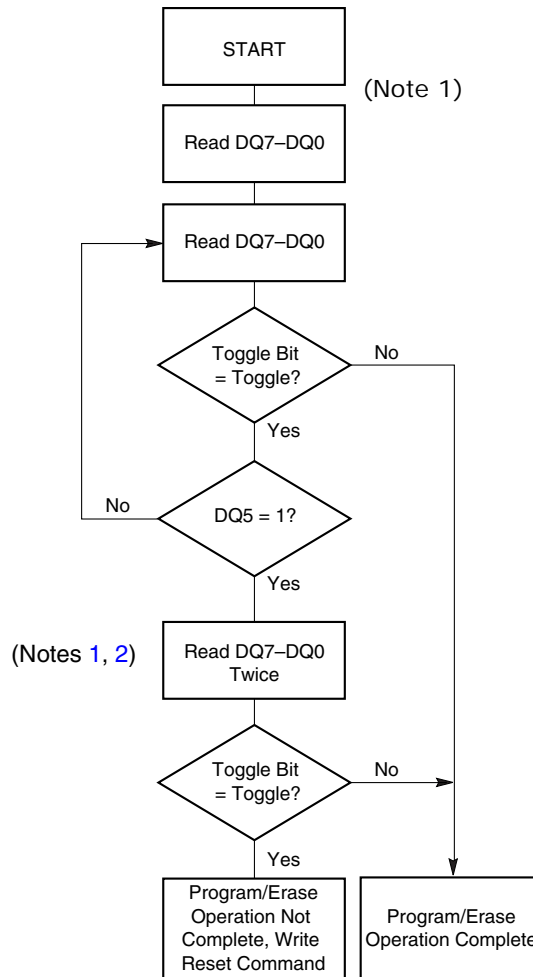 START
(Note 1)
Read DQ7–DQ0
Read DQ7–DQ0
Toggle Bit
= Toggle?
No
Yes
No
DQ5 = 1?
Yes
(Notes 1, 2)
Read DQ7–DQ0
Twice
Toggle Bit
= Toggle?
No
Yes
Program/Erase
Operation Not
Complete, Write
Reset Command
Program/Erase
Operation Complete